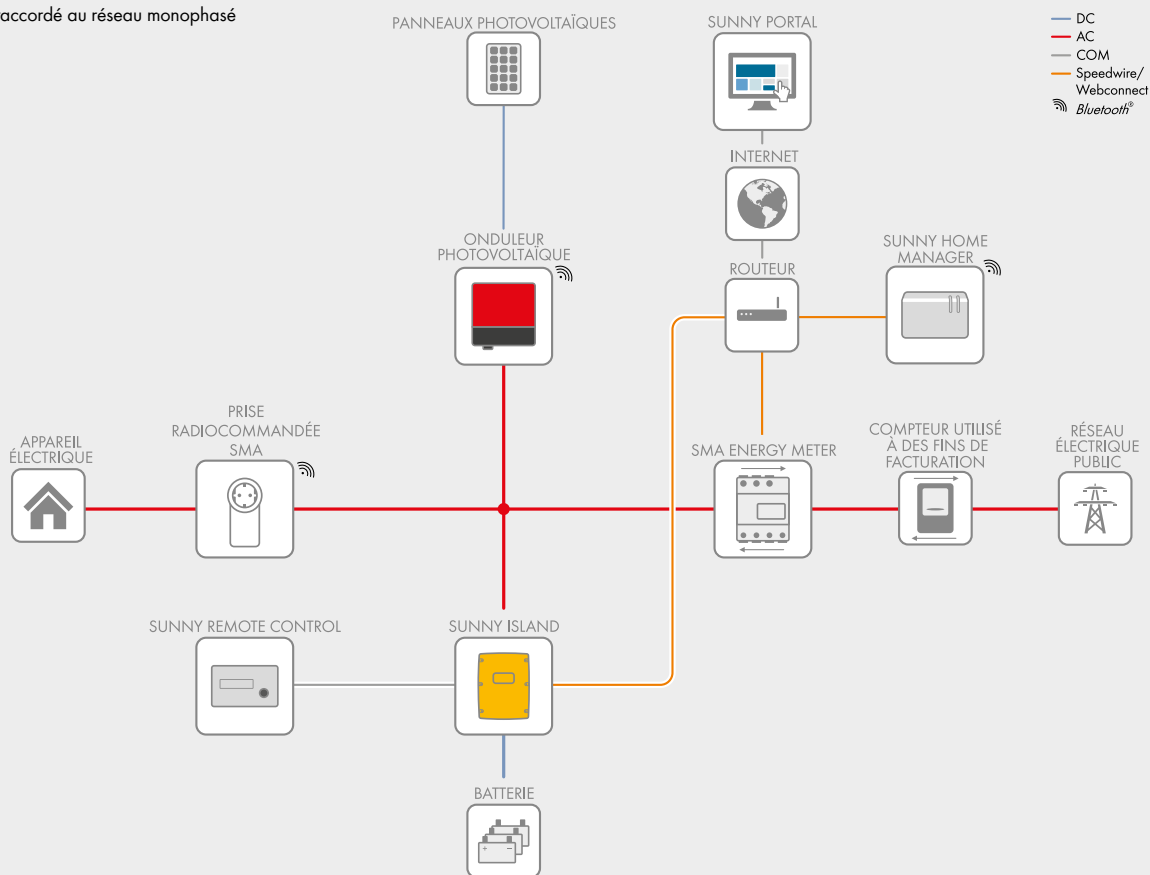 raccordé au réseau monophasé
PANNEAUX PHOTOVOLTAÏQUES
SUNNY PORTAL
DC
AC
COM
Speedwire/
Webconnect
Bluetooth®
INTERNET
ONDULEUR
PHOTOVOLTAÏQUE
ROUTEUR
SUNNY HOME
MANAGER
APPAREIL
ÉLECTRIQUE
PRISE
RADIOCOMMANDÉE
SMA
SMA ENERGY METER
COMPTEUR UTILISÉ
À DES FINS DE
FACTURATION
RÉSEAU
ÉLECTRIQUE
PUBLIC
SUNNY REMOTE CONTROL
SUNNY ISLAND
BATTERIE
+ −